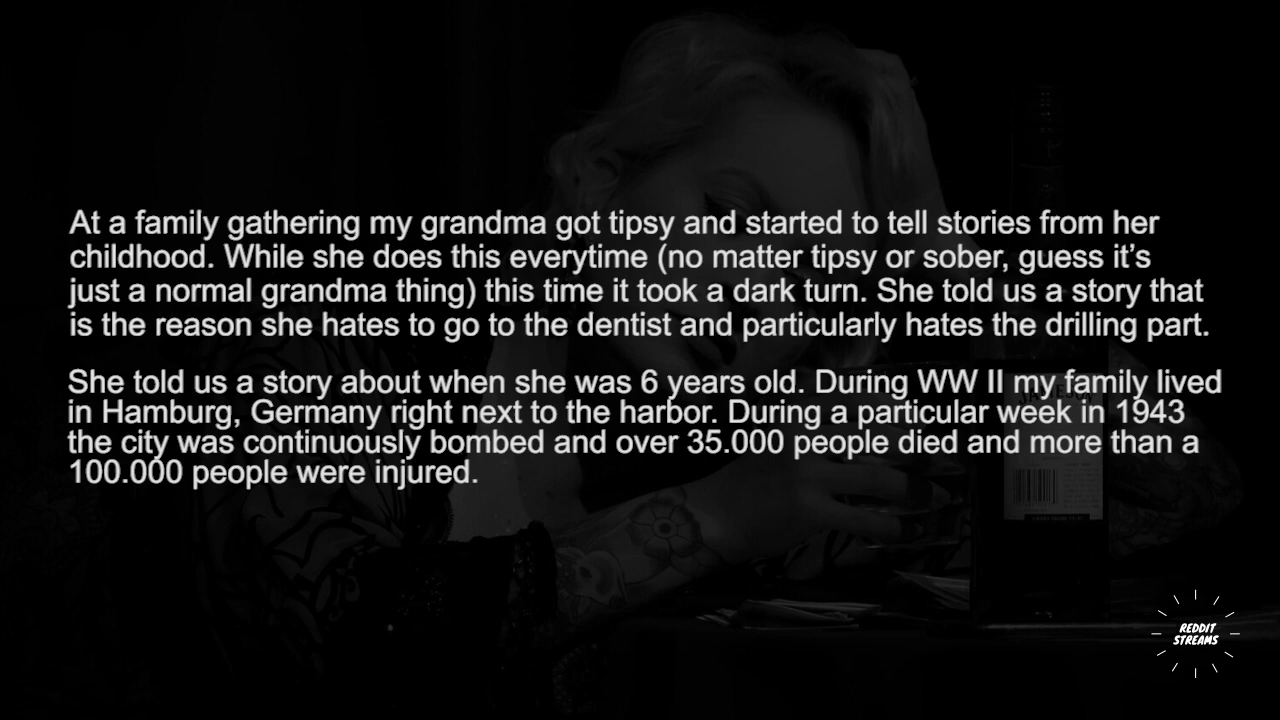 At a family gathering my grandma got tipsy and started to tell stories from her
childhood. While she does this everytime (no matter tipsy or sober, guess it’s
just a normal grandma thing) this time it took a dark turn. She told us a story that
is the reason she hates to go to the dentist and particularly hates the drilling part.
She told us a story about when she was 6 years old. During WW II my family lived
in Hamburg, Germany right next to the harbor. During a particular week in 1943
the city was continuously bombed and over 35.000 people died and more than a
100.000 people were injured.
REDDIT
STREAMS